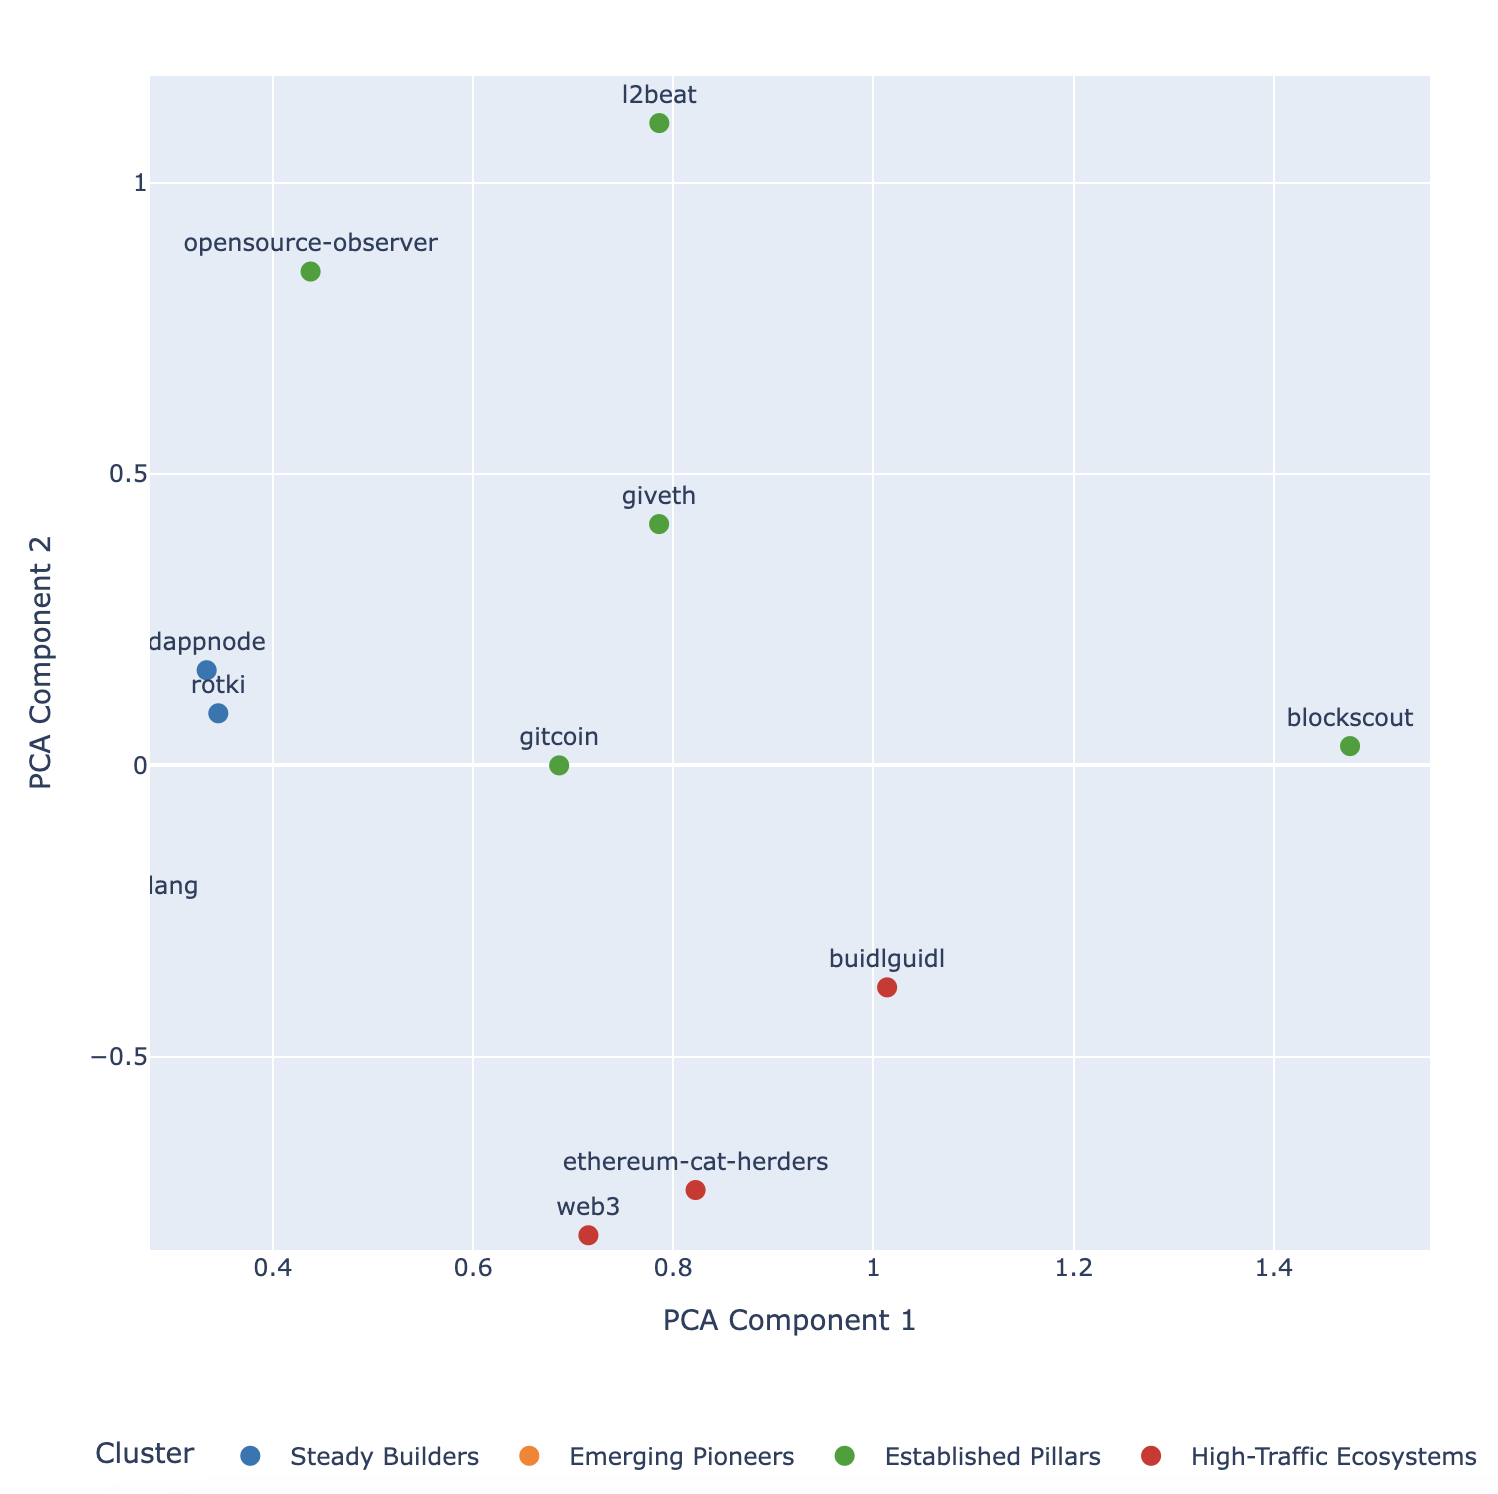 l2beat
1
opensource-observer
0.5
giveth
dappnode
rotki
gitcoin
blockscout
0
lang
buidlguidl
−0.5
ethereum-cat-herders
web3
PCA Component 2
0.4 0.6 0.8 1 1.2 1.4
PCA Component 1
Cluster Steady Builders Emerging Pioneers Established Pillars High-Traffic Ecosystems